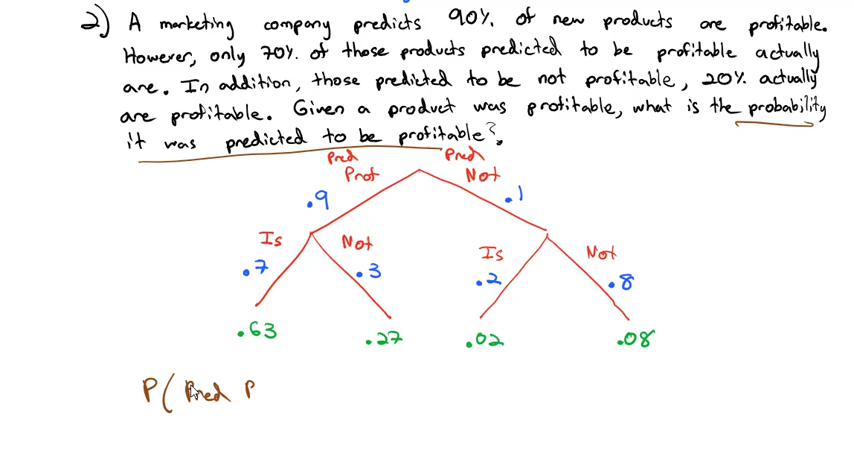 2) A marketing company predicts 90% of new products are profitable.
However, only 70% of those products predicted to be profitable actually
are. In addition, those predicted to be not profitable, 20% actually
are profitable. Given a product was profitable, what is the probability
it was predicted to be profitable?.
Pred Pred
Prof Not
.9 .1
Is Not Is Not
.7 .3 .2 .8
.63 .27 .02 .08
P( Pred P